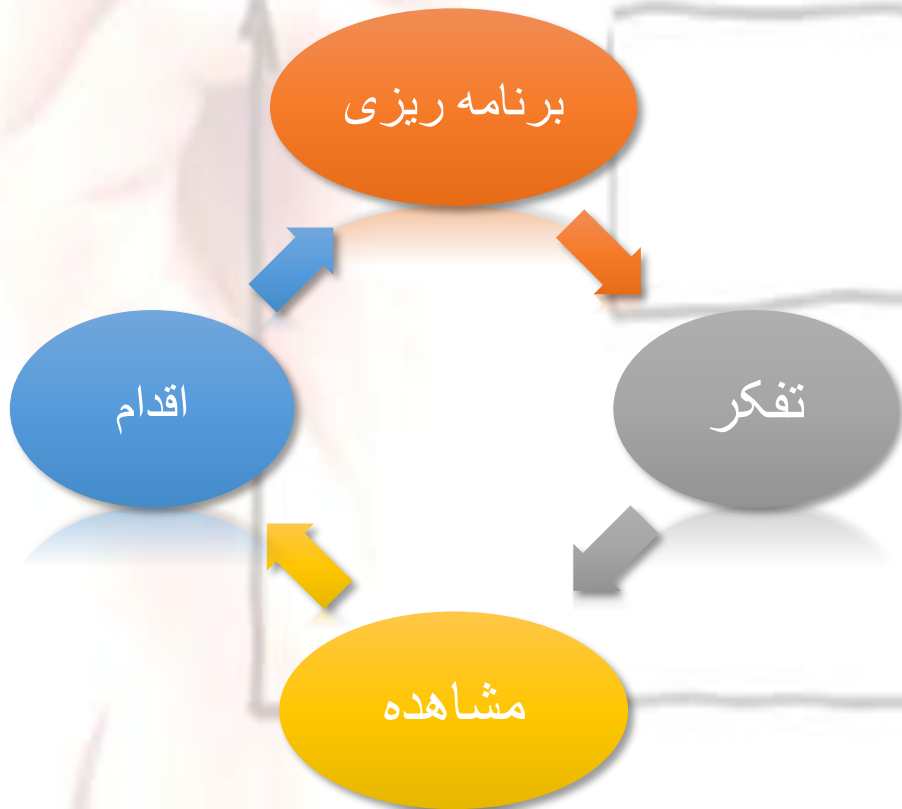 برنامه ریزی
تفکر
مشاهده
اقدام